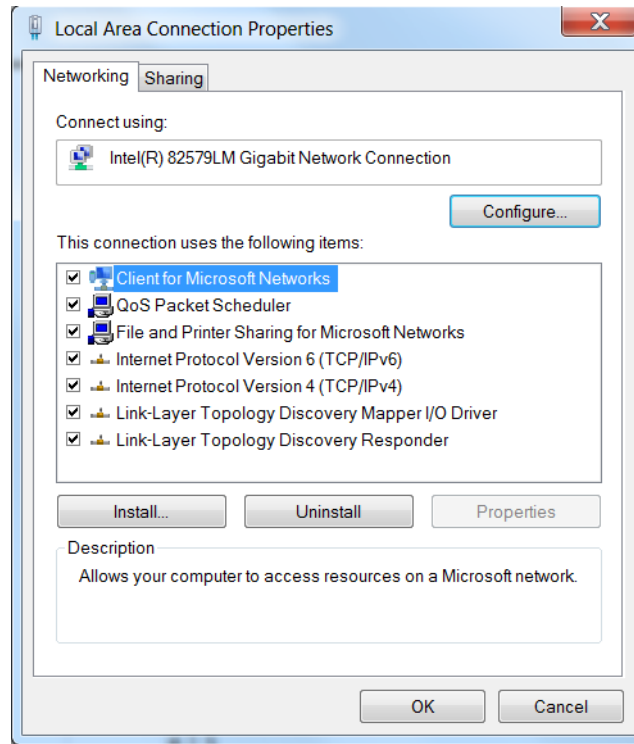 Local Area Connection Properties
Networking
Sharing
Connect using:
Intel(R) 82579LM Gigabit Network Connection
Configure...
This connection uses the following items:
Client for Microsoft Networks
QoS Packet Scheduler
File and Printer Sharing for Microsoft Networks
Internet Protocol Version 6 (TCP/IPv6)
Internet Protocol Version 4 (TCP/IPv4)
Link-Layer Topology Discovery Mapper I/O Driver
Link-Layer Topology Discovery Responder
Install...
Uninstall
Properties
Description
Allows your computer to access resources on a Microsoft network.
OK
Cancel